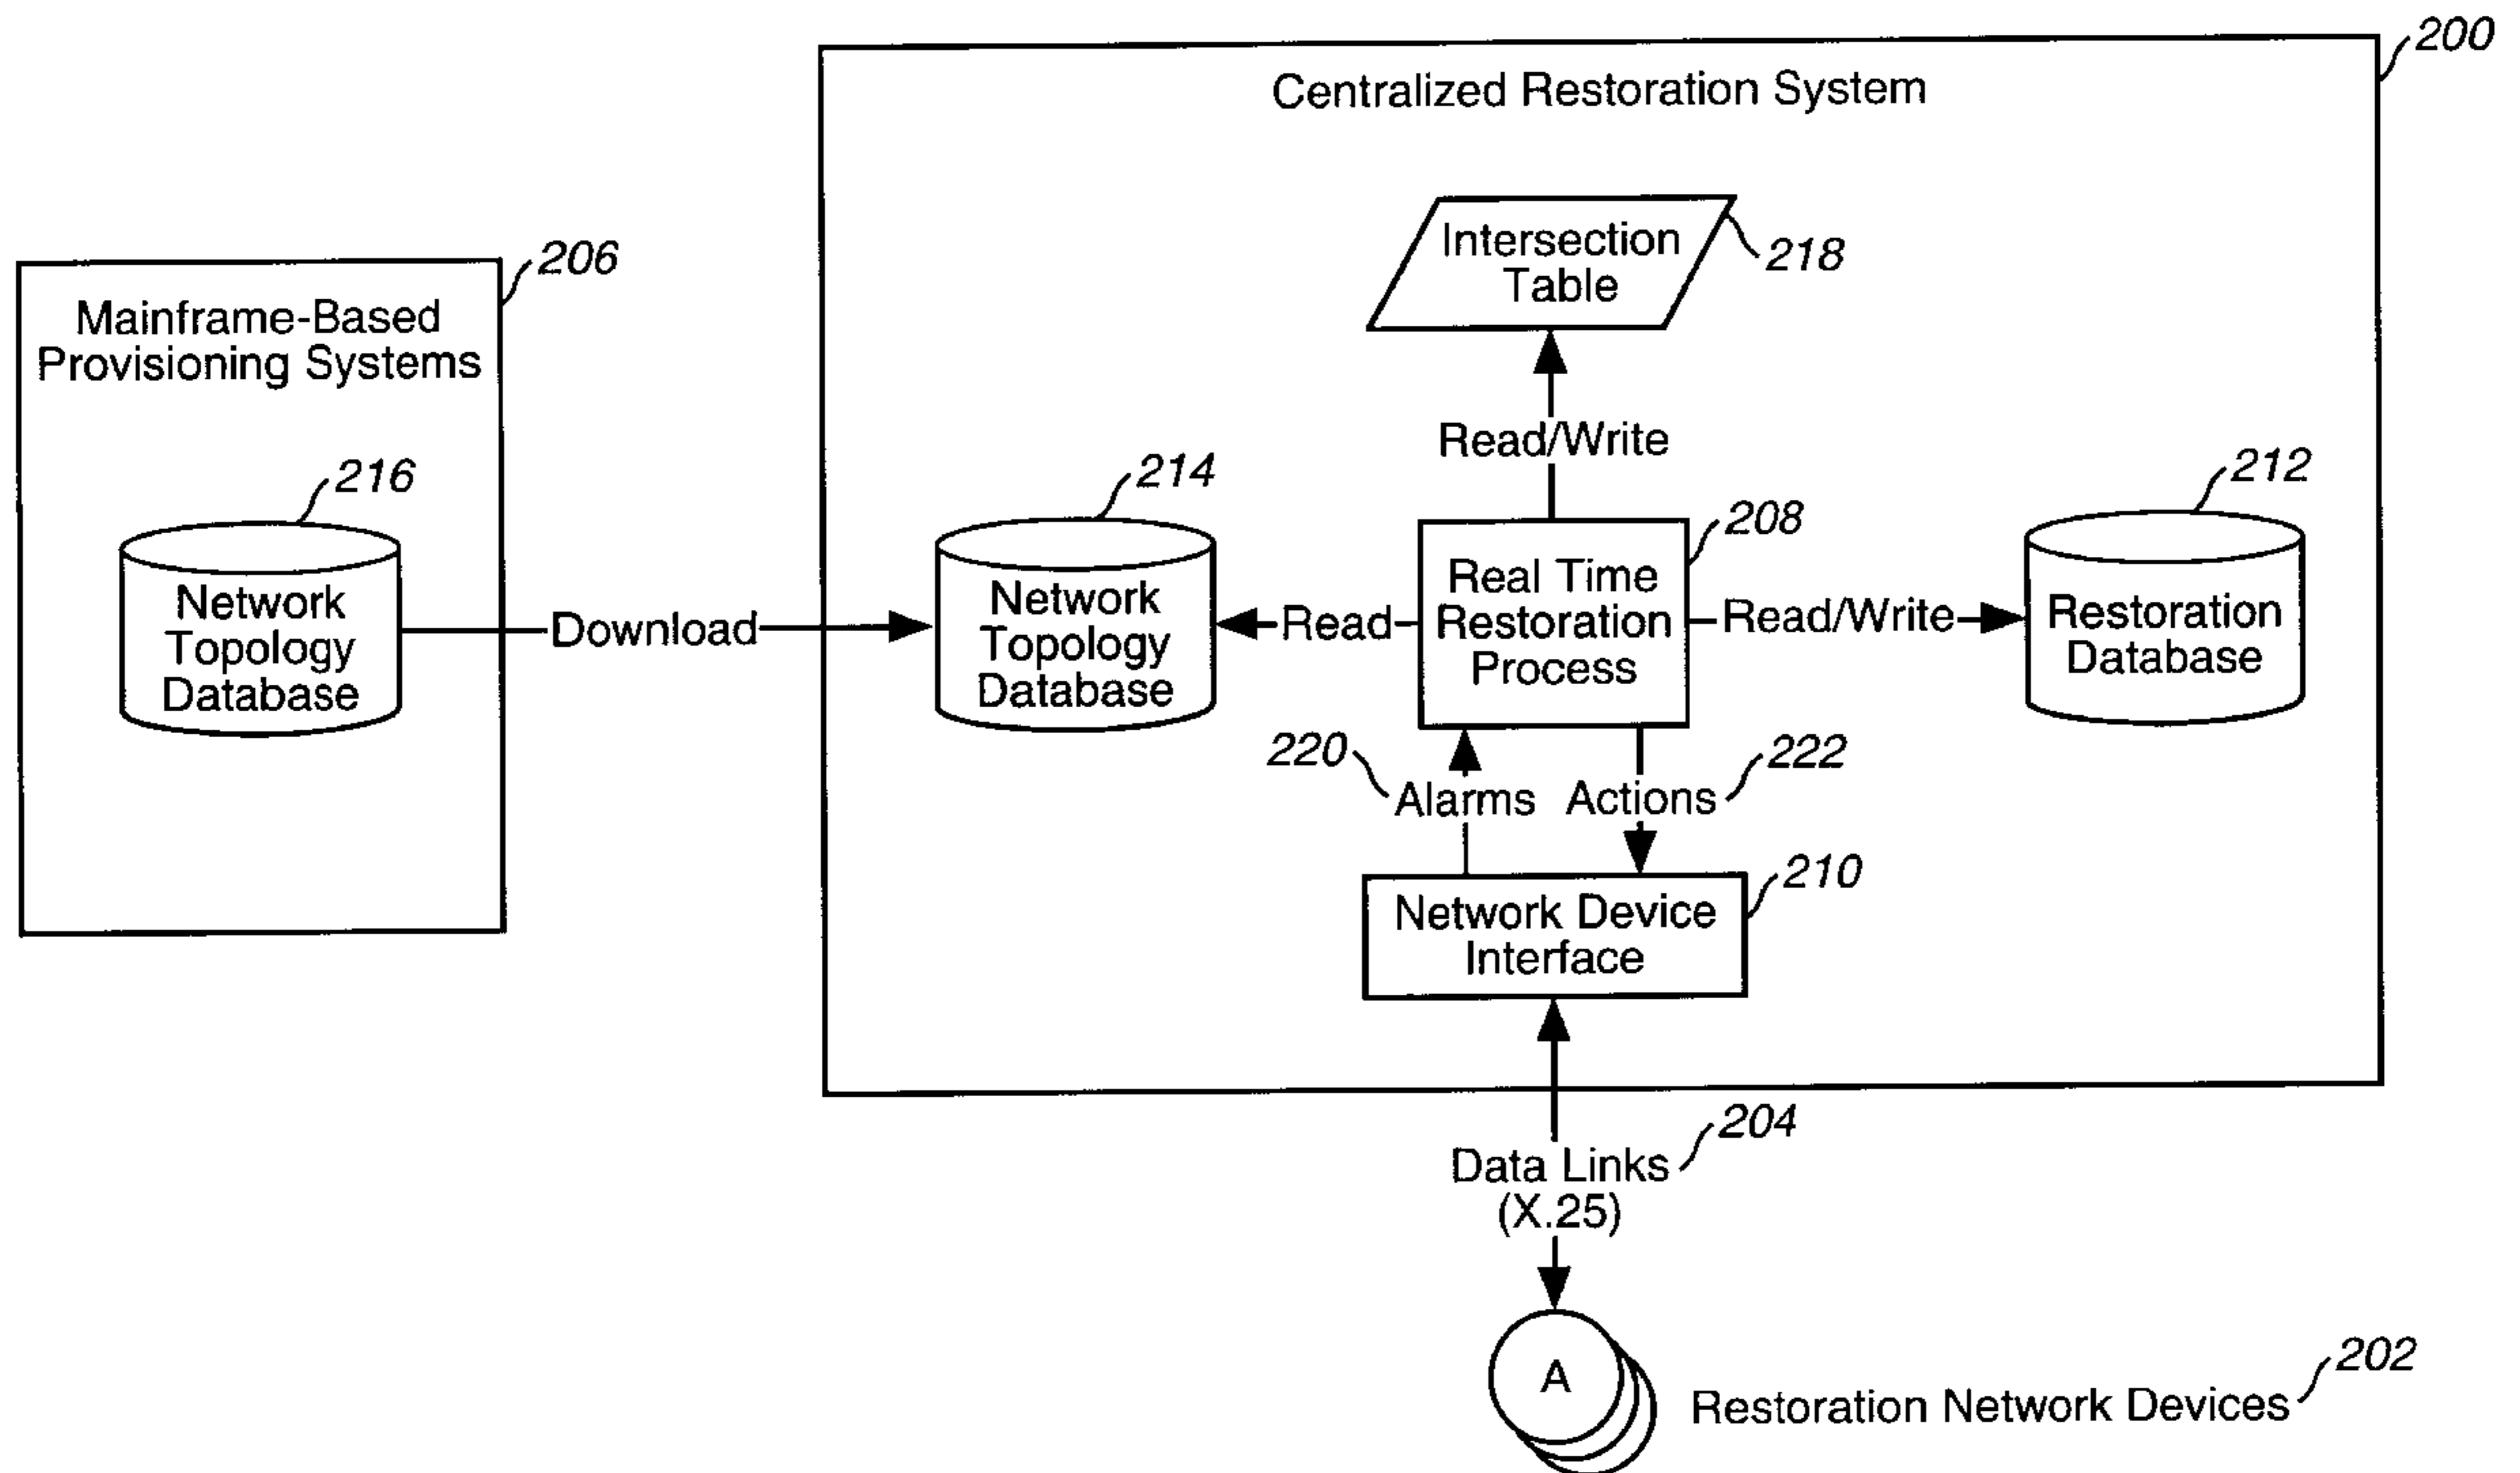 200
Centralized Restoration System
206
Mainframe-Based
Provisioning Systems
Intersection
Table
218
Read/Write
216
Network
Topology
Database
Download
214
Network
Topology
Database
Read
208
Real Time
Restoration
Process
Read/Write
212
Restoration
Database
220
Alarms
Actions
222
210
Network Device
Interface
204
Data Links
(X.25)
A
202
Restoration Network Devices